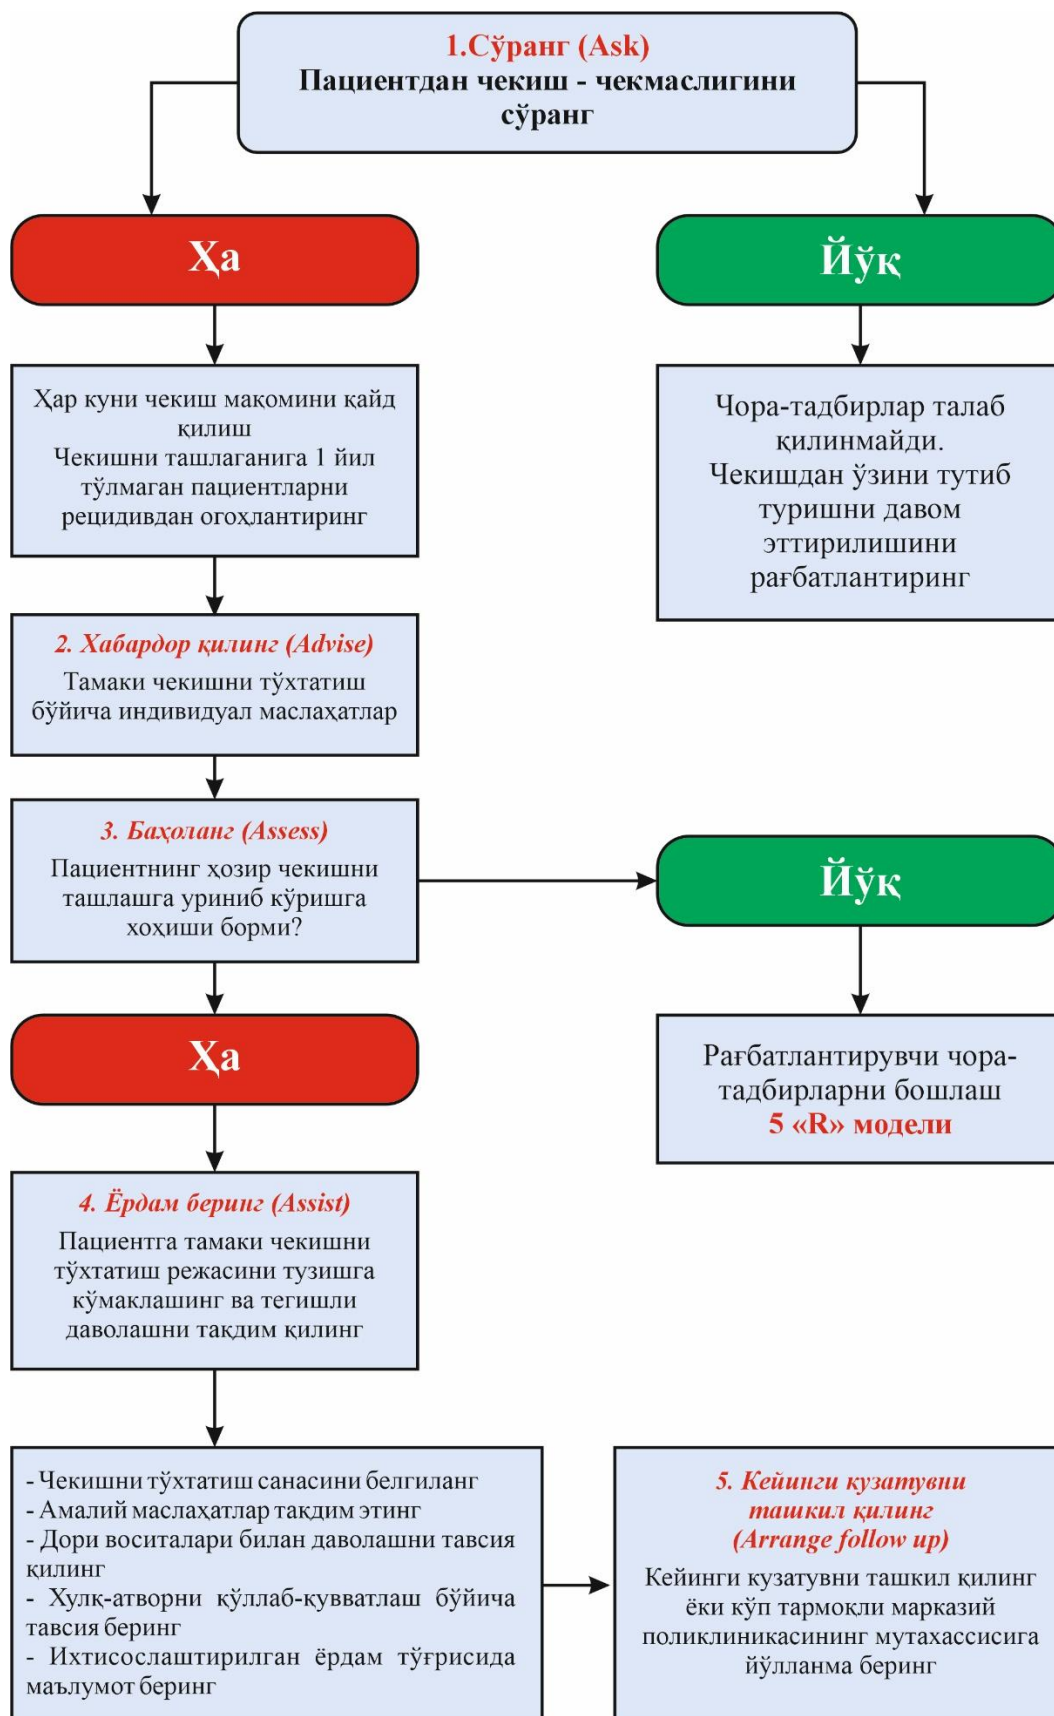 1.Сўранг (Ask)
Пациентдан чекиш - чекмаслигини
сўранг
Ҳа
Йўқ
Ҳар куни чекиш мақомини қайд
қилиш
Чекишни ташлаганига 1 йил
тўлмаган пациентларни
рецидивдан огоҳлантиринг
Чора-тадбирлар талаб
қилинмайди.
Чекишдан ўзини тутиб
туришни давом
эттирилишини
рағбатлантиринг
2. Хабардор қилинг (Advise)
Тамаки чекишни тўхтатиш
бўйича индивидуал маслаҳатлар
3. Баҳоланг (Assess)
Пациентнинг ҳозир чекишни
ташлашга уриниб кўришга
хоҳиши борми?
Йўқ
Ҳа
Рағбатлантирувчи чора-
тадбирларни бошлаш
5 «R» модели
4. Ёрдам беринг (Assist)
Пациентга тамаки чекишни
тўхтатиш режасини тузишга
кўмаклашинг ва тегишли
даволашни тақдим қилинг
- Чекишни тўхтатиш санасини белгиланг
- Амалий маслаҳатлар тақдим этинг
- Дори воситалари билан даволашни тавсия
қилинг
- Хулқ-атворни қўллаб-қувватлаш бўйича
тавсия беринг
- Ихтисослаштирилган ёрдам тўғрисида
маълумот беринг
5. Кейинги кузатувни
ташкил қилинг
(Arrange follow up)
Кейинги кузатувни ташкил қилинг
ёки кўп тармоқли марказий
поликлиникасининг мутахассисига
йўлланма беринг